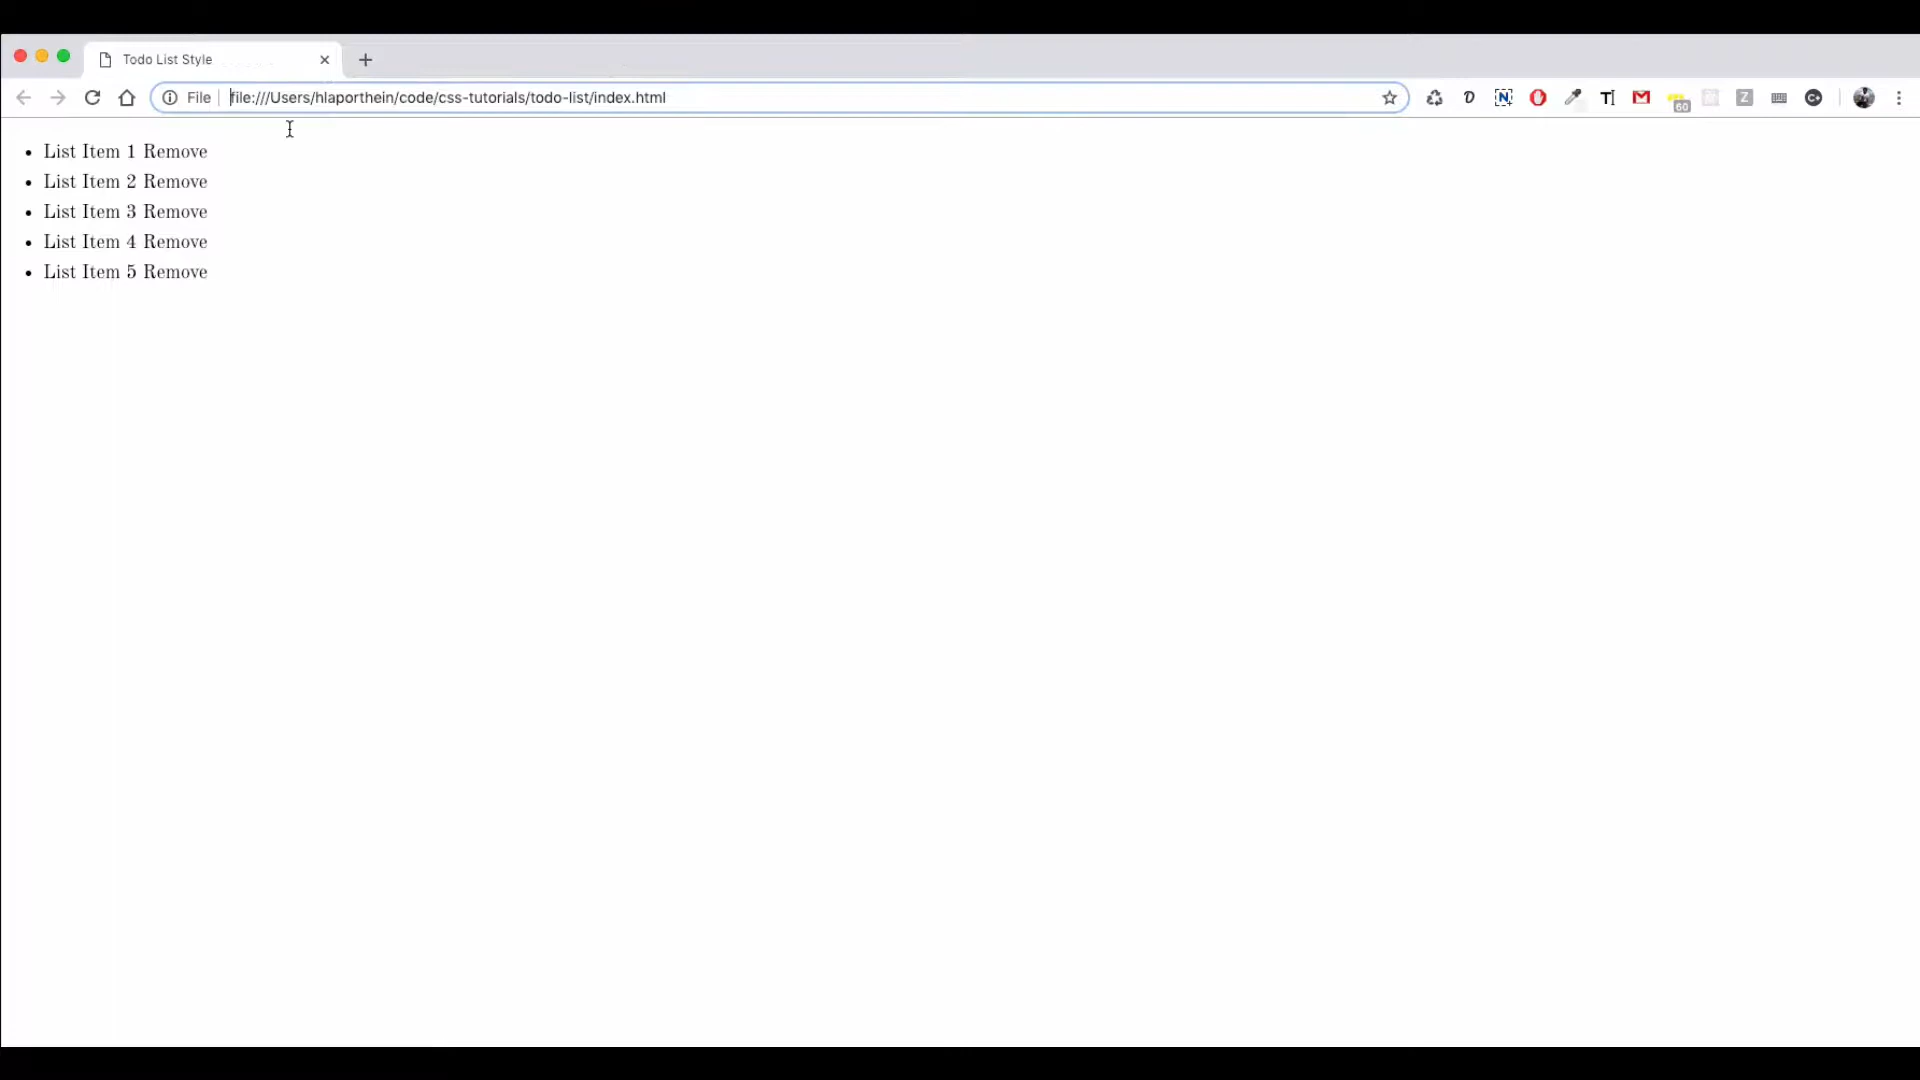 Todo List Style
File file:///Users/hlaporthein/code/css-tutorials/todo-list/index.html
60
Z
List Item 1 Remove
List Item 2 Remove
List Item 3 Remove
List Item 4 Remove
List Item 5 Remove